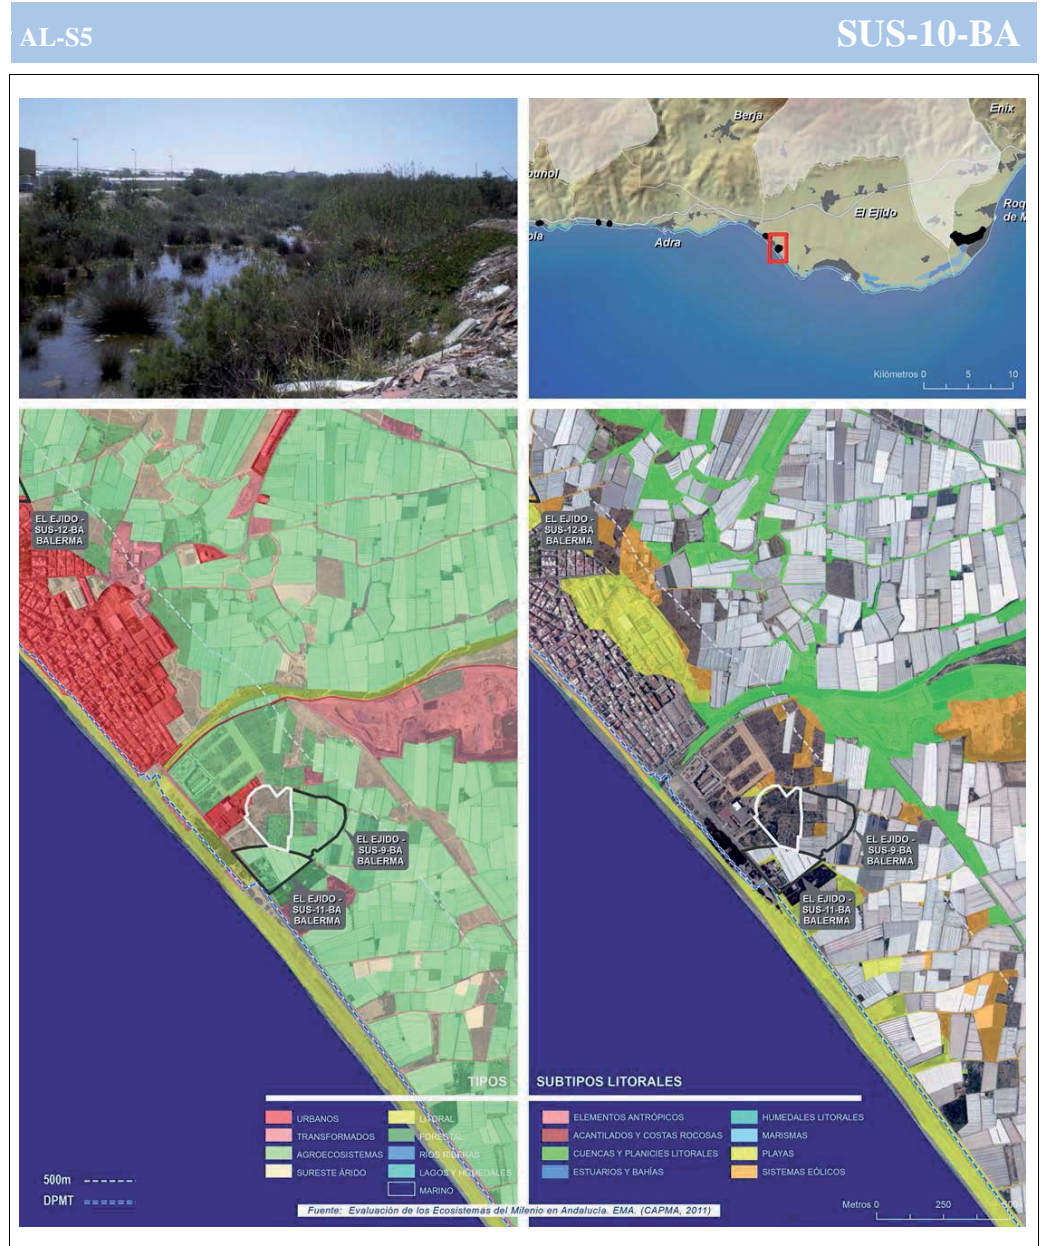 AL-S5
SUS-10-BA
Berja
Enix
El Ejido
Roq
de M
Adra
Kilómetros 0 5 10
EL EJIDO -
SUS-12-BA
BALERMA
EL EJIDO -
SUS-9-BA
BALERMA
EL EJIDO -
SUS-11-BA
BALERMA
EL EJIDO -
SUS-12-BA
BALERMA
EL EJIDO -
SUS-9-BA
BALERMA
EL EJIDO -
SUS-11-BA
BALERMA
TIPOS
URBANOS
TRANSFORMADOS
AGROECOSISTEMAS
SURESTE ÁRIDO
LITORAL
FORESTAL
RIOS RIBERAS
LAGOS Y HUMEDALES
MARINO
SUBTIPOS LITORALES
ELEMENTOS ANTRÓPICOS
ACANTILADOS Y COSTAS ROCOSAS
CUENCAS Y PLANICIES LITORALES
ESTUARIOS Y BAHÍAS
HUMEDALES LITORALES
MARISMAS
PLAYAS
SISTEMAS EÓLICOS
500m
DPMT
Metros 0 250
Fuente: Evaluación de los Ecosistemas del Milenio en Andalucía. EMA. (CAPMA, 2011)